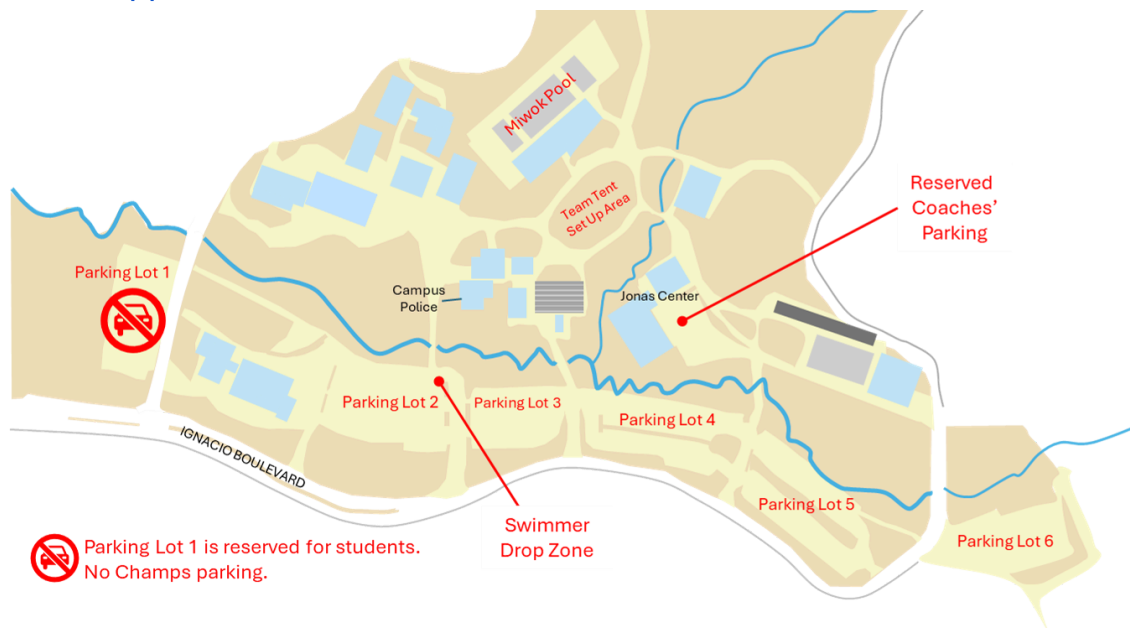 Miwok Pool
Team Tent
Set Up Area
Reserved
Coaches’
Parking
Parking Lot 1
Campus
Police
Jonas Center
Parking Lot 2
Parking Lot 3
Parking Lot 4
IGNACIO BOULEVARD
Parking Lot 5
Swimmer
Drop Zone
Parking Lot 6
Parking Lot 1 is reserved for students.
No Champs parking.